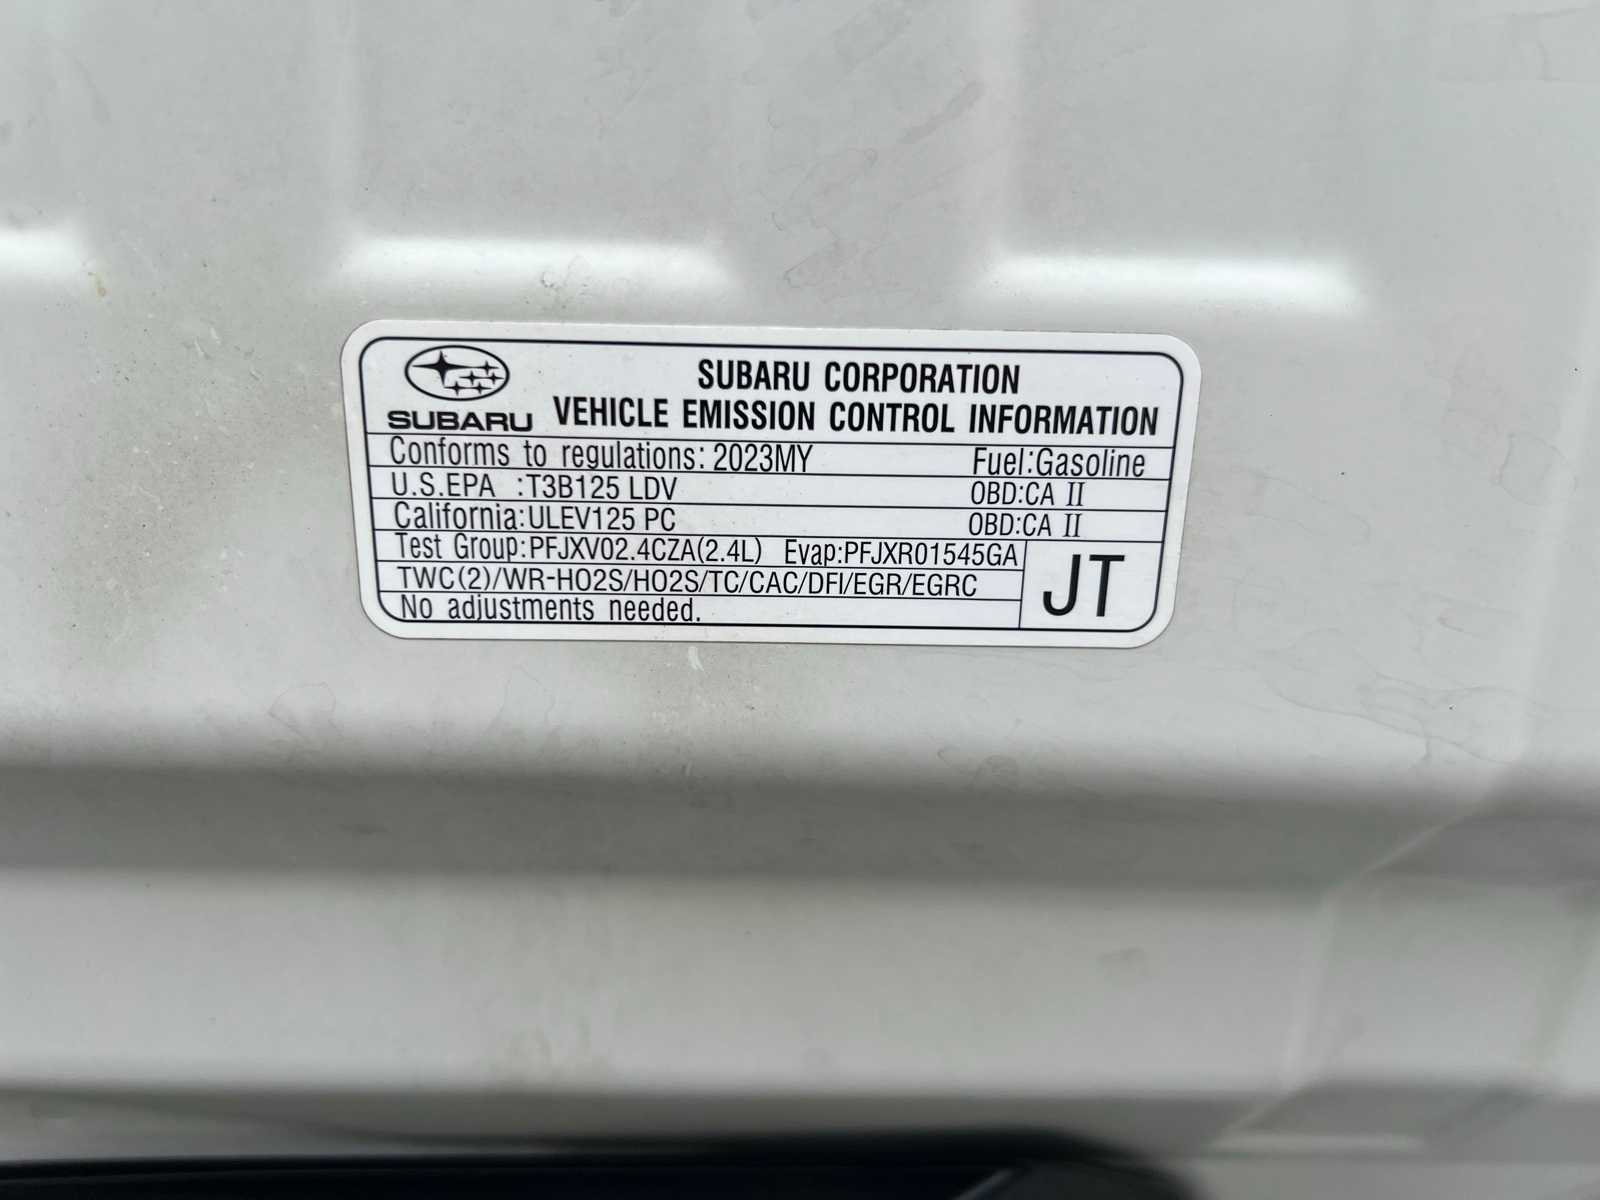 SUBARU
SUBARU CORPORATION
VEHICLE EMISSION CONTROL INFORMATION
Conforms to regulations: 2023MY Fuel:Gasoline
U.S.EPA :T3B125 LDV OBD:CA II
California:ULEV125 PC OBD:CA II
Test Group:PFJXV02.4CZA(2.4L) Evap:PFJXR01545GA
TWC(2)/WR-HO2S/HO2S/TC/CAC/DFI/EGR/EGRC
No adjustments needed.
JT